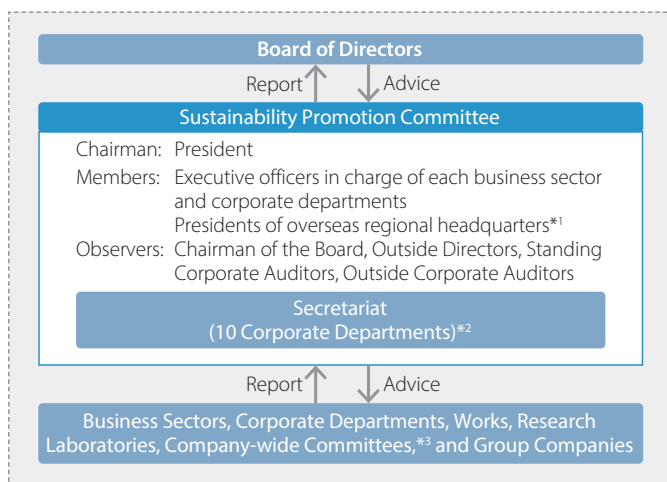 Board of Directors
Report
Advice
Sustainability Promotion Committee
Chairman: President
Members: Executive officers in charge of each business sector
and corporate departments
Presidents of overseas regional headquarters*1
Observers: Chairman of the Board, Outside Directors, Standing
Corporate Auditors, Outside Corporate Auditors
Secretariat
(10 Corporate Departments)*2
Report
Advice
Business Sectors, Corporate Departments, Works, Research
Laboratories, Company-wide Committees,*3 and Group Companies